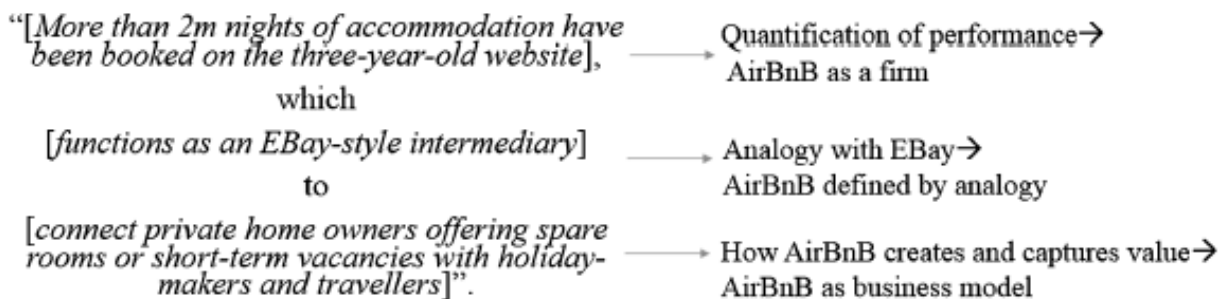 “[More than 2m nights of accommodation have
been booked on the three-year-old website],
which
[functions as an EBay-style intermediary]
to
[connect private home owners offering spare
rooms or short-term vacancies with holiday-
makers and travellers]”.
Quantification of performance→
AirBnB as a firm
Analogy with EBay→
AirBnB defined by analogy
How AirBnB creates and captures value→
AirBnB as business model